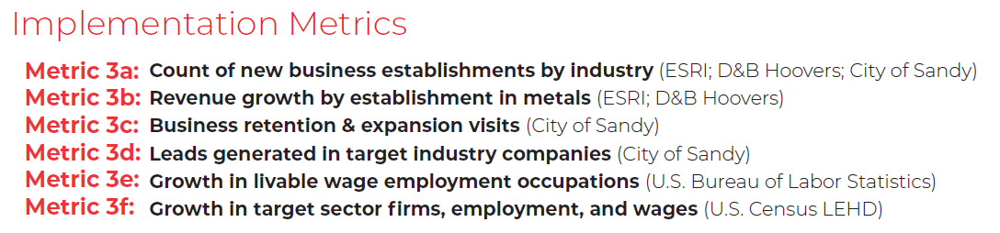 Implementation Metrics
Metric 3a: Count of new business establishments by industry (ESRI; D&B Hoovers; City of Sandy)
Metric 3b: Revenue growth by establishment in metals (ESRI; D&B Hoovers)
Metric 3c: Business retention & expansion visits (City of Sandy)
Metric 3d: Leads generated in target industry companies (City of Sandy)
Metric 3e: Growth in livable wage employment occupations (U.S. Bureau of Labor Statistics)
Metric 3f: Growth in target sector firms, employment, and wages (U.S. Census LEHD)